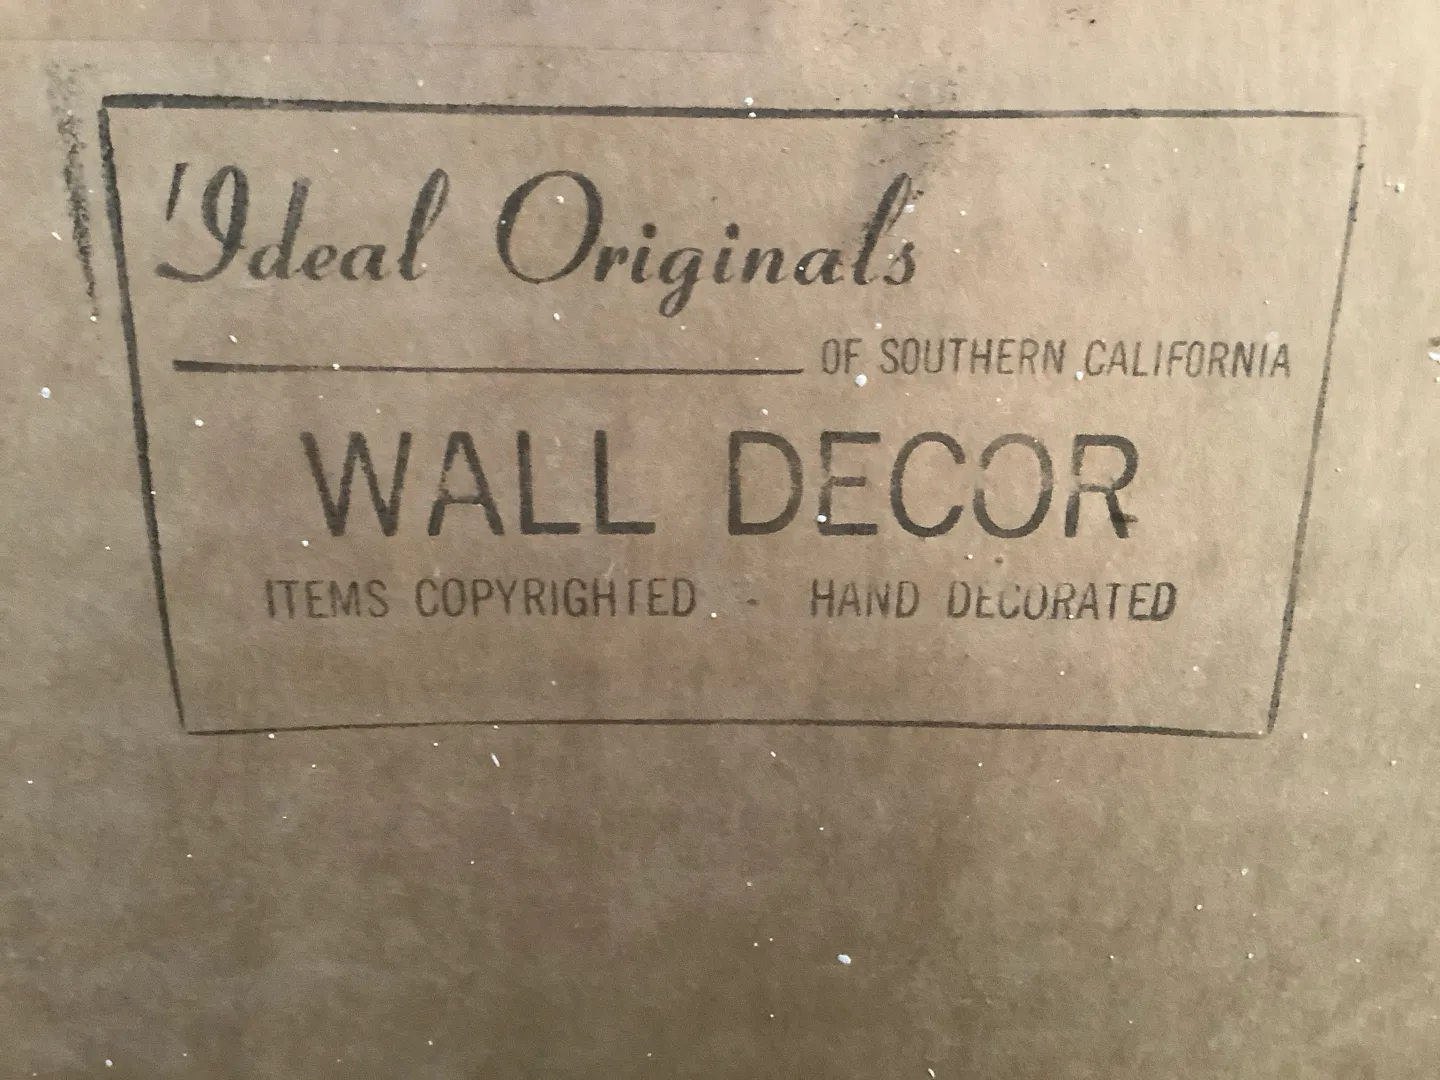 Ideal Originals
OF SOUTHERN CALIFORNIA
WALL DECOR
ITEMS COPYRIGHTED - HAND DECORATED